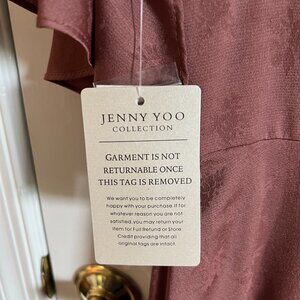 JENNY YOO
COLLECTION
GARMENT IS NOT
RETURNABLE ONCE
THIS TAG IS REMOVED
We want you to be completely
happy with your purchase. If for
whatever reason you are not
satisfied, you may return your
item for Full Refund or Store
Credit providing that all
original tags are intact.